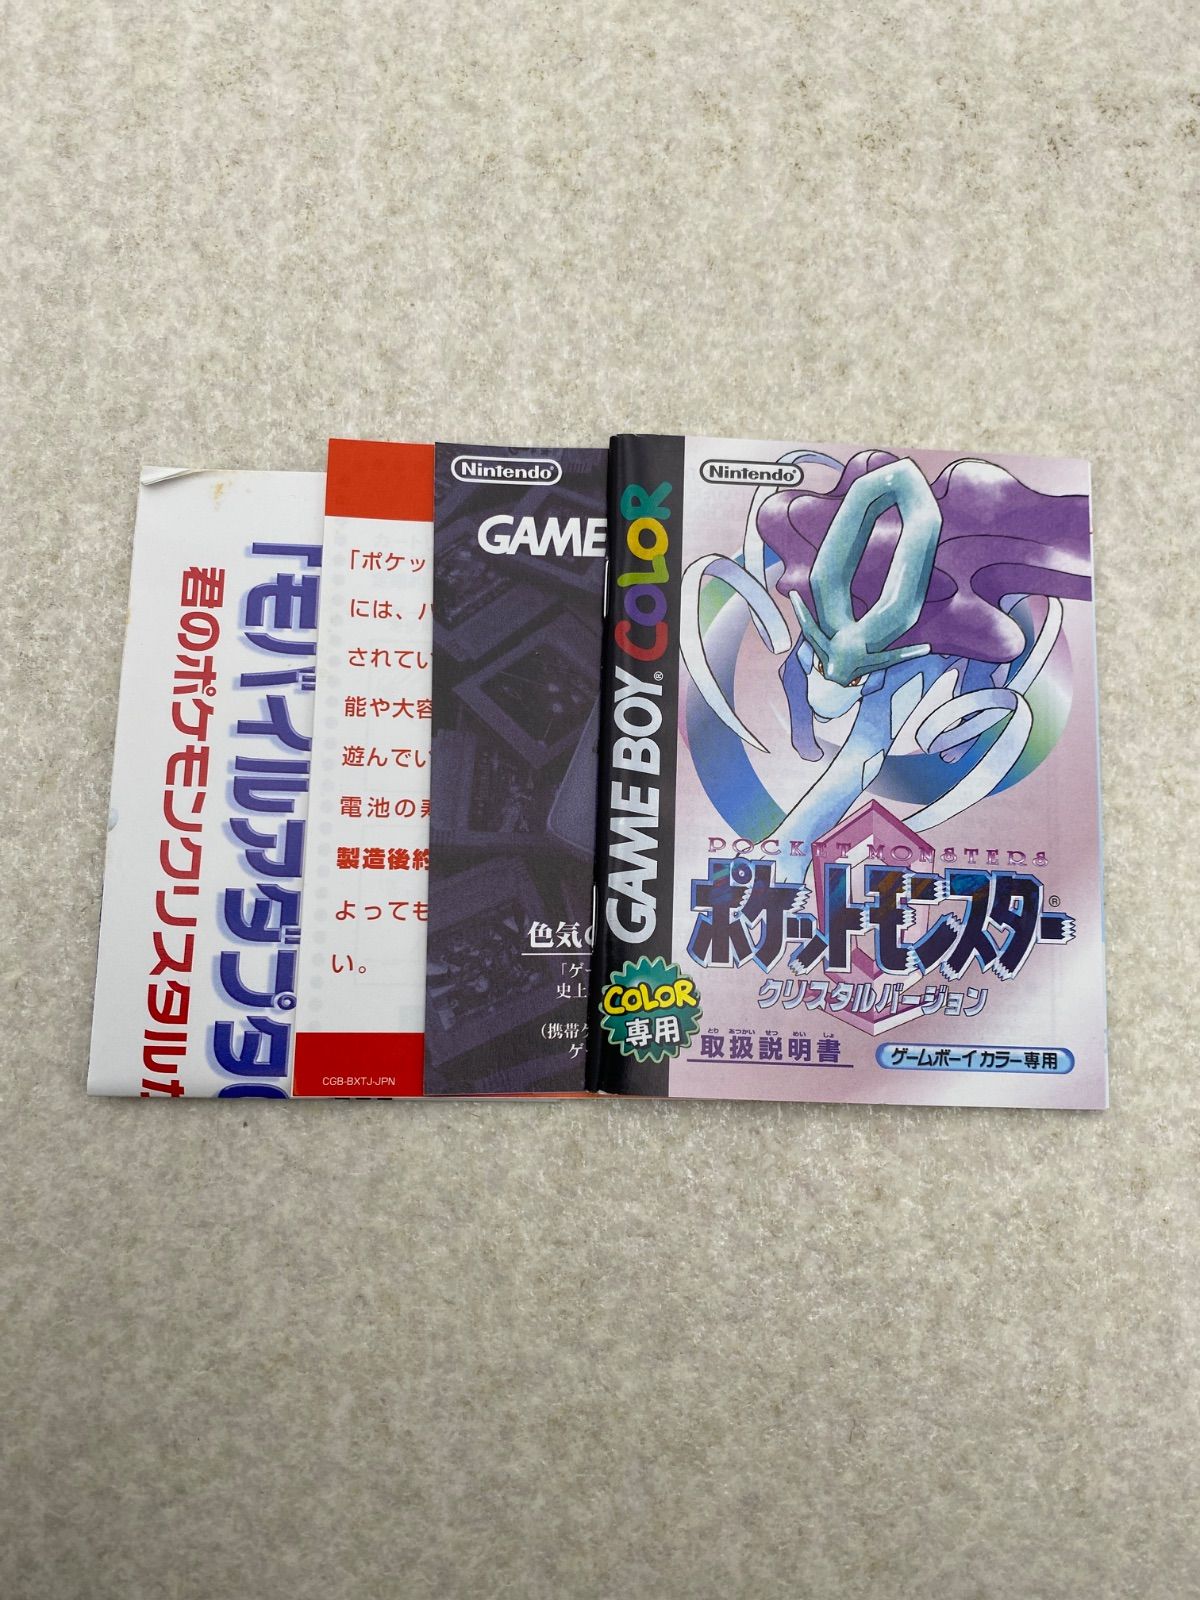 君のポケモンクリスタルが
トモバイルアダプタG
「ポケッ
には、バ
されてい
能や大容
遊んでい
電池の寿
製造後約
よっても
い。
CGB-BXTJ-JPN
Nintendo
GAME
色気の
「ゲー
史上
(携帯ゲ
ゲ
GAME BOY® COLOR
COLOR
専用
Nintendo
POCKET MONSTERS
ポケットモンスター®
クリスタルバージョン
とり あつかい せつ めい しょ
取扱説明書
ゲームボーイカラー専用